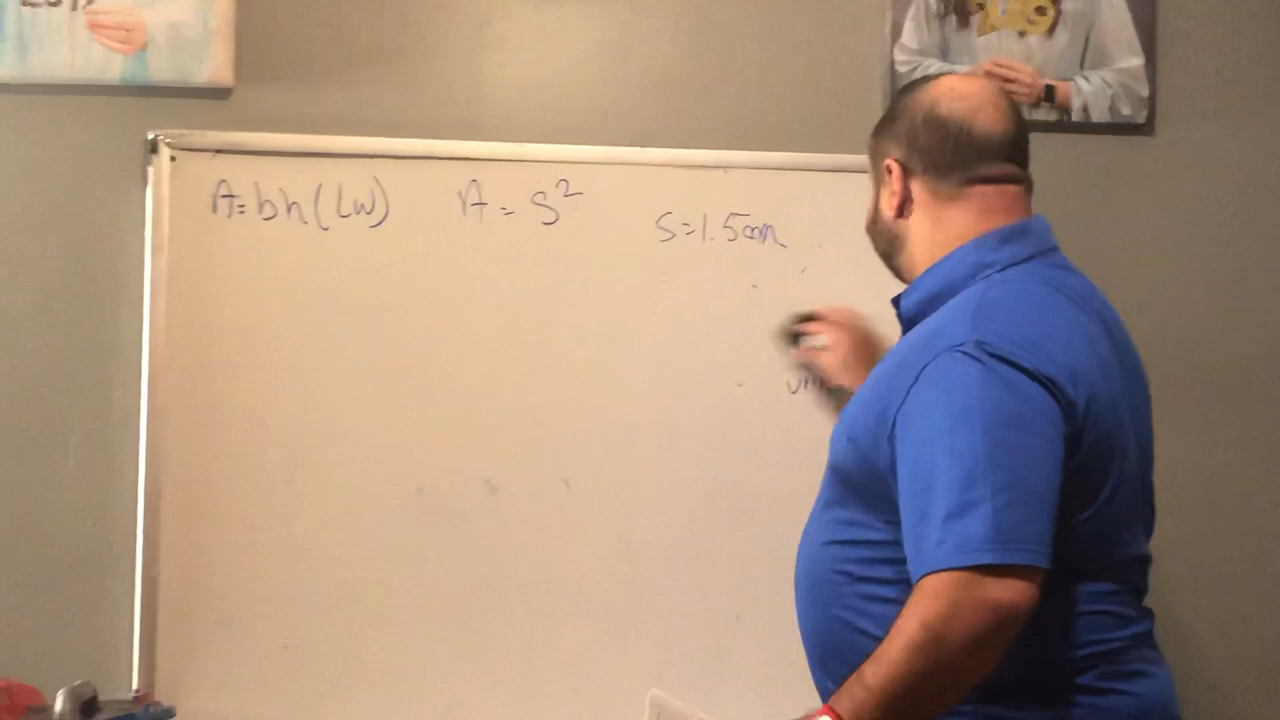 A=bh(LW) A = S²
S=1.5cm